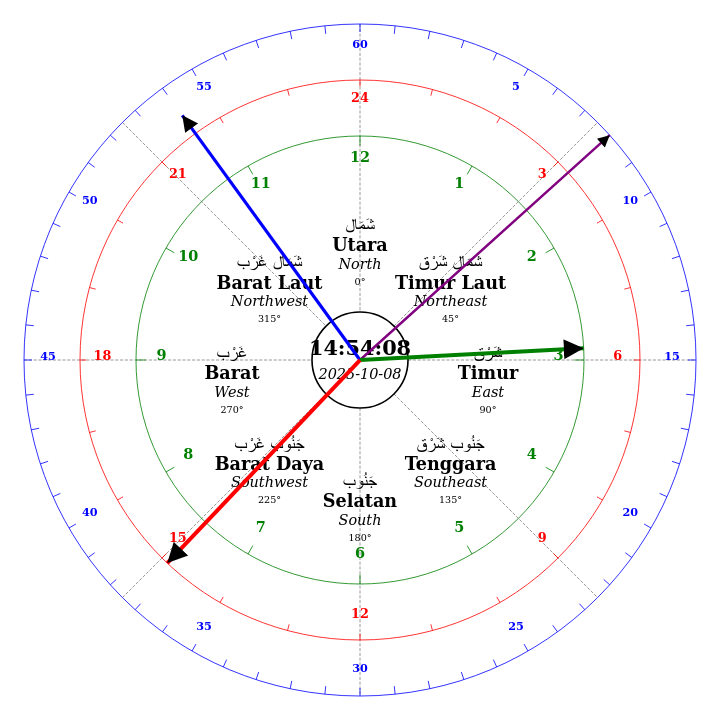 60
55
5
24
21
3
50
10
12
11
1
10
2
شَمَال
Utara
North
0°
شَمَال غَرْب
Barat Laut
Northwest
315°
شَمَال شَرْق
Timur Laut
Northeast
45°
45
18
9
غَرْب
Barat
West
270°
14:54:08
2025-10-08
شَرْق
Timur
East
90°
3
6
15
جَنُوب غَرْب
Barat Daya
Southwest
225°
جَنُوب
Selatan
South
180°
جَنُوب شَرْق
Tenggara
Southeast
135°
8
4
40
20
7
5
15
9
6
12
35
25
30